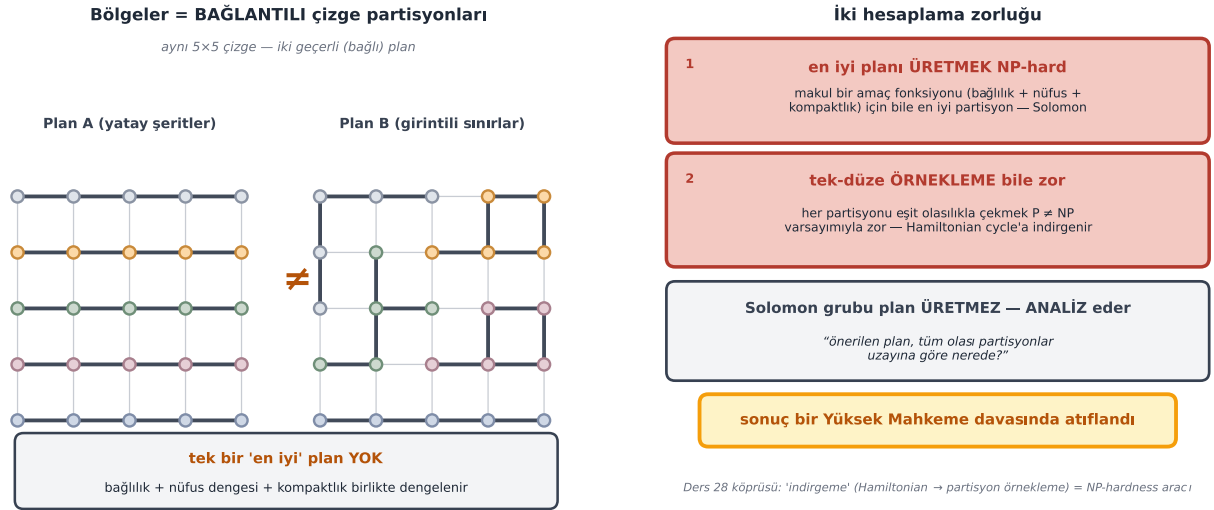 Bölgeler = BAĞLANTILI çizge partisyonları
aynı 5×5 çizge — iki geçerli (bağlı) plan
Plan A (yatay şeritler)
Plan B (girintili sınırlar)
≠
tek bir 'en iyi' plan YOK
bağlılık + nüfus dengesi + kompaktlık birlikte dengelenir
İki hesaplama zorluğu
1
en iyi planı ÜRETMEK NP-hard
makul bir amaç fonksiyonu (bağlılık + nüfus +
kompaktlık) için bile en iyi partisyon — Solomon
2
tek-düze ÖRNEKLEME bile zor
her partisyonu eşit olasılıkla çekmek P ≠ NP
varsayımıyla zor — Hamiltonian cycle'a indirgenir
Solomon grubu plan ÜRETMEZ — ANALİZ eder
“önerilen plan, tüm olası partisyonlar
uzayına göre nerede?”
sonuç bir Yüksek Mahkeme davasında atıflandı
Ders 28 köprüsü: 'indirgeme' (Hamiltonian → partisyon örnekleme) = NP-hardness aracı